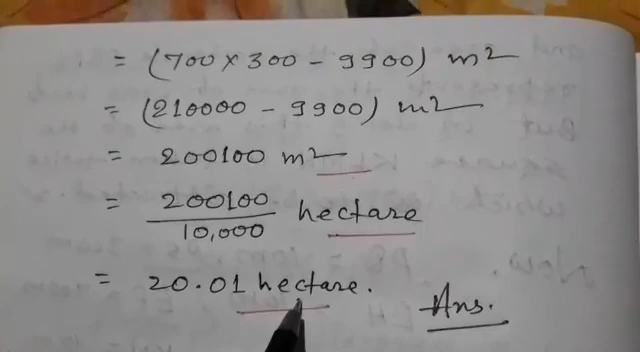 = (700 × 300 - 9900) m²
= (210000 - 9900) m²
= 200100 m²
= 200100 / 10,000 hectare
= 20.01 hectare. Ans.